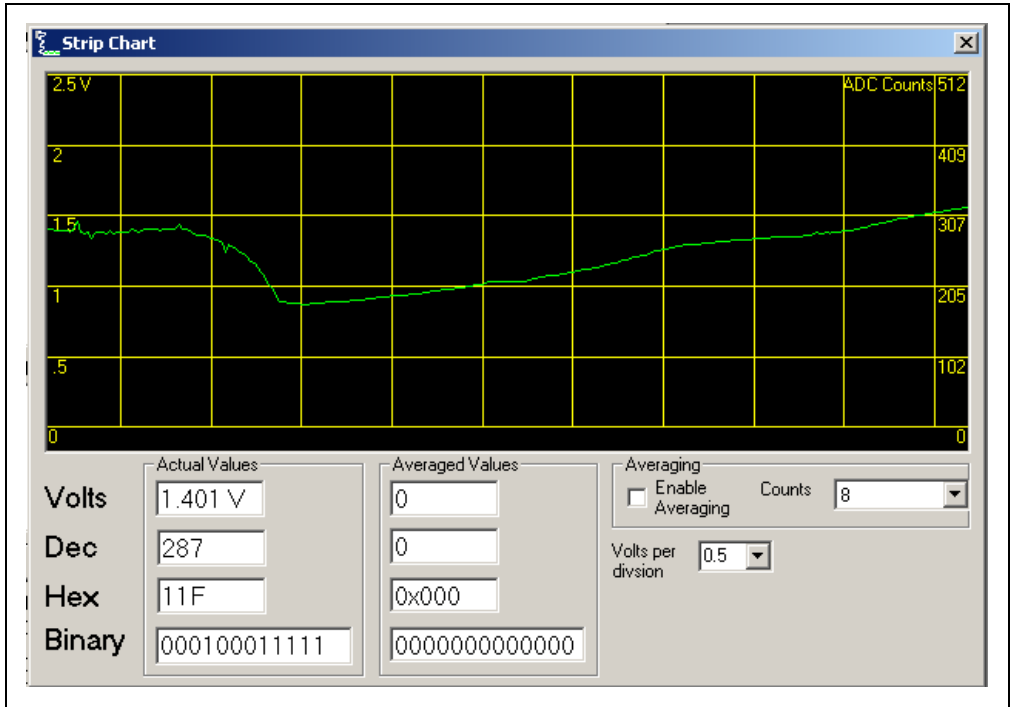 Strip Chart
2.5 V
ADC Counts 512
2
409
1.5
307
1
205
.5
102
0
0
Actual Values
Averaged Values
Averaging
Volts
1.401 V
0
Enable Averaging
Counts
8
Dec
287
0
Volts per
divsion
0.5
Hex
11F
0x000
Binary
000100011111
0000000000000